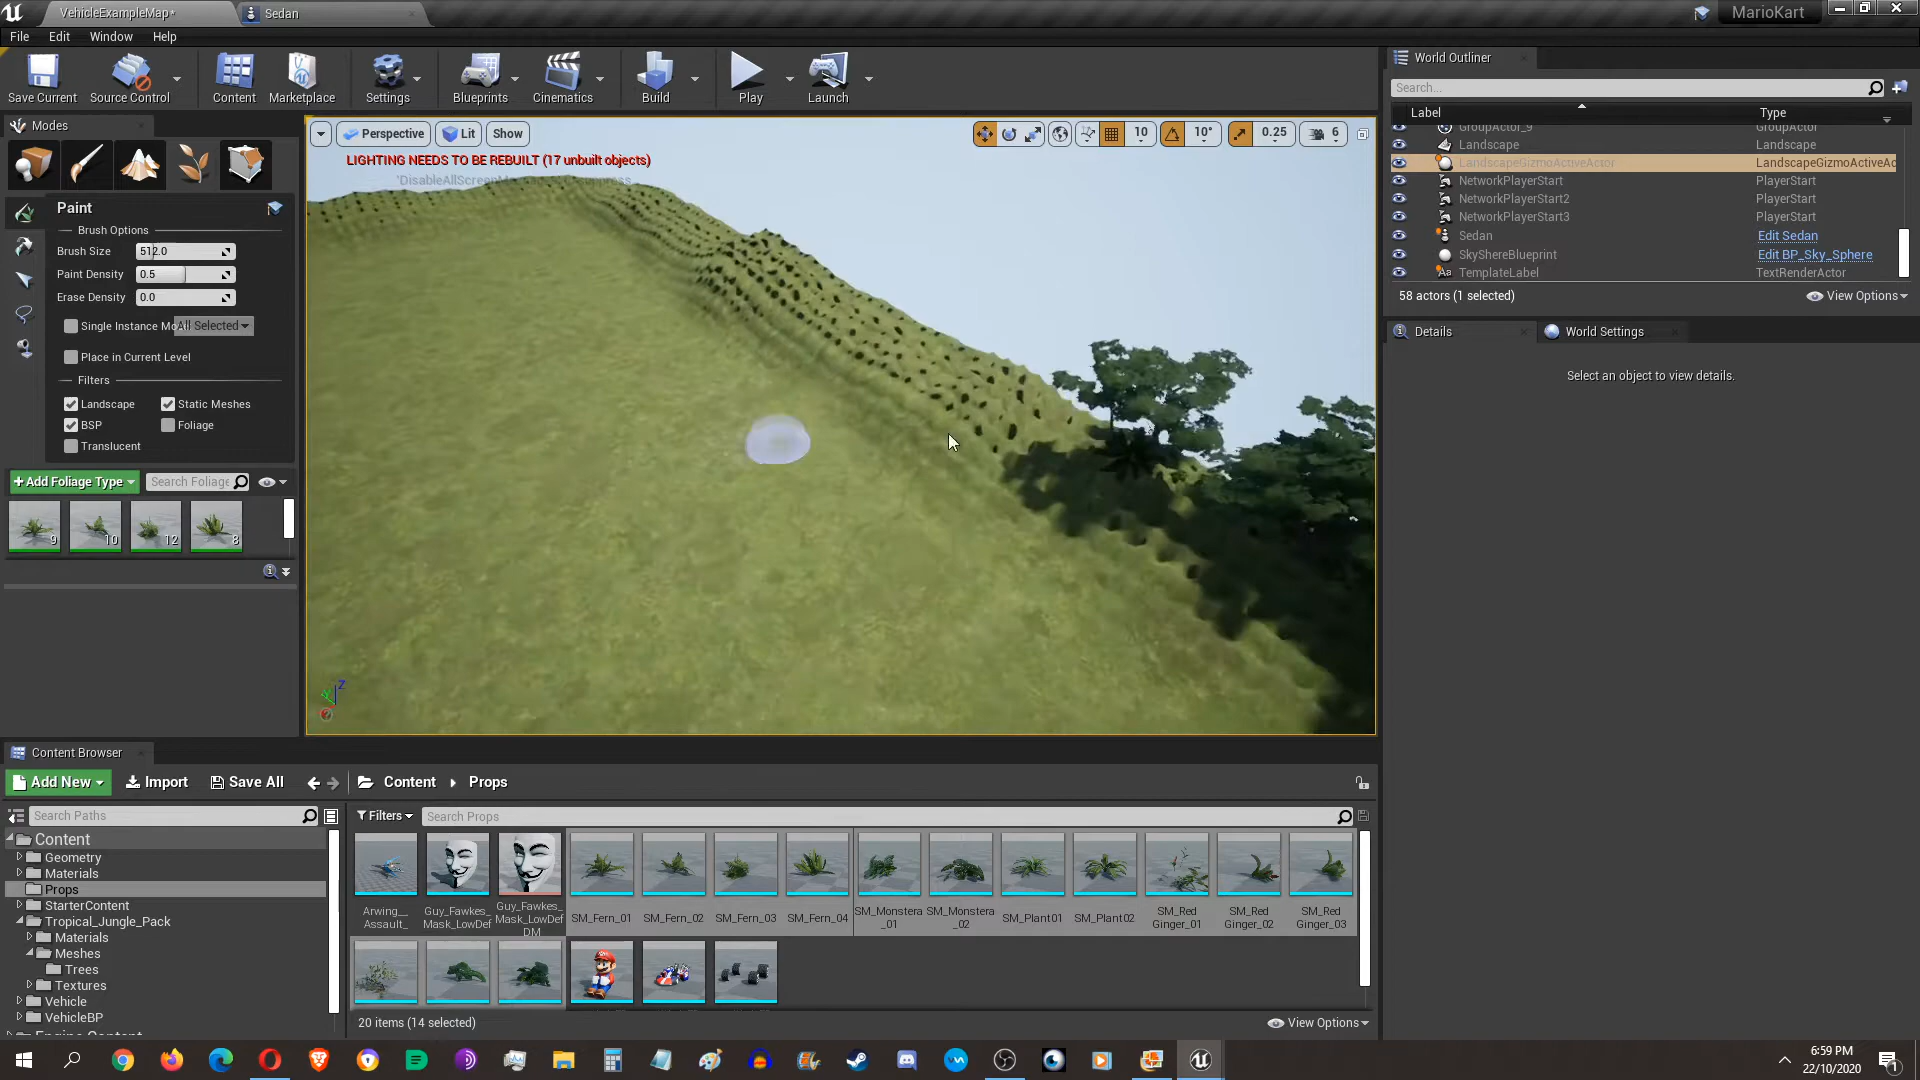 VehicleExampleMap*
Sedan
MarioKart
File Edit Window Help
Save Current
Source Control
Content
Marketplace
Settings
Blueprints
Cinematics
Build
Play
Launch
Modes
Paint
Brush Options
Brush Size 512.0
Paint Density 0.5
Erase Density 0.0
Single Instance Mo
All Selected
Place in Current Level
Filters
Landscape
Static Meshes
BSP
Foliage
Translucent
+Add Foliage Type
Search Foliage
9
10
12
8
Perspective
Lit
Show
10
10°
0.25
6
LIGHTING NEEDS TO BE REBUILT (17 unbuilt objects)
Z
World Outliner
Search...
Label
Type
GroupActor_9 GroupActor
Landscape Landscape
LandscapeGizmoActiveActor LandscapeGizmoActiveAc
NetworkPlayerStart PlayerStart
NetworkPlayerStart2 PlayerStart
NetworkPlayerStart3 PlayerStart
Sedan Edit Sedan
SkyShereBlueprint Edit BP_Sky_Sphere
TemplateLabel TextRenderActor
58 actors (1 selected)
View Options
Details
World Settings
Select an object to view details.
Content Browser
Add New
Import
Save All
Content
Props
Search Paths
Content
Geometry
Materials
Props
StarterContent
Tropical_Jungle_Pack
Materials
Meshes
Trees
Textures
Vehicle
VehicleBP
Engine Content
Filters
Search Props
Arwing__
Assault_
Guy_Fawkes_
Mask_LowDef
Guy_Fawkes_
Mask_LowDef
DM
SM_Fern_01
SM_Fern_02
SM_Fern_03
SM_Fern_04
SM_Monstera
_01
SM_Monstera
_02
SM_Plant01
SM_Plant02
SM_Red
Ginger_01
SM_Red
Ginger_02
SM_Red
Ginger_03
20 items (14 selected)
View Options
6:59 PM
22/10/2020
1